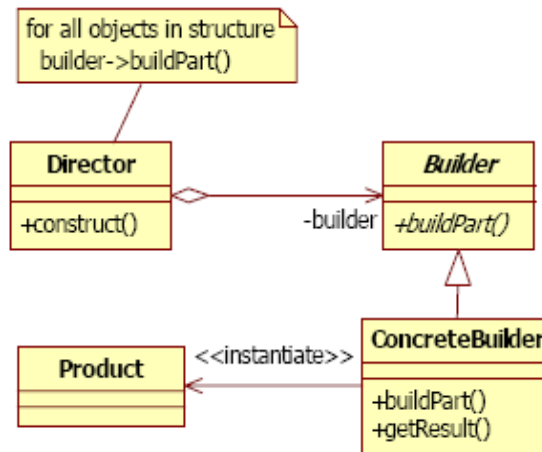 for all objects in structure
builder->buildPart()
Director
+construct()
Builder
-builder
+buildPart()
<<instantiate>>
Product
ConcreteBuilder
+buildPart()
+getResult()